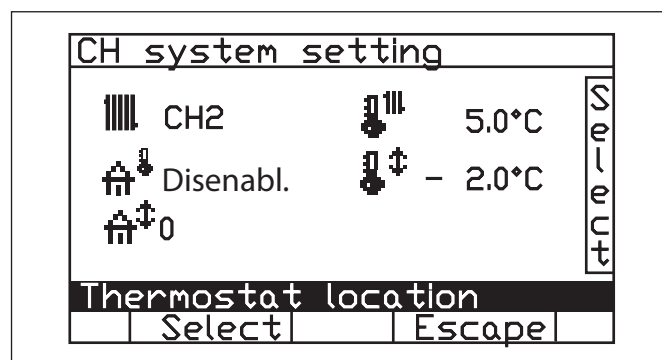 CH system setting
CH2 5.0°C
Disenabl. - 2.0°C
0
Select
Thermostat location
Select Escape